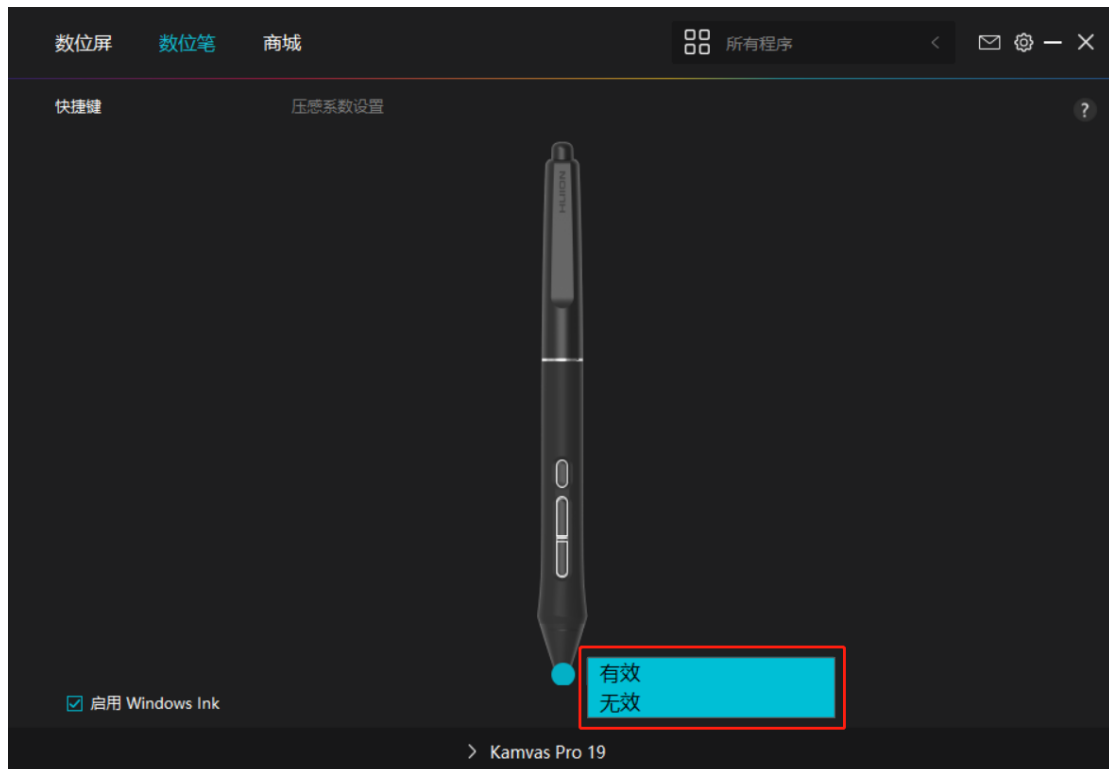 数位屏 数位笔 商城 所有程序
快捷键 压感系数设置 ?
HUION
有效
无效
启用 Windows Ink
Kamvas Pro 19